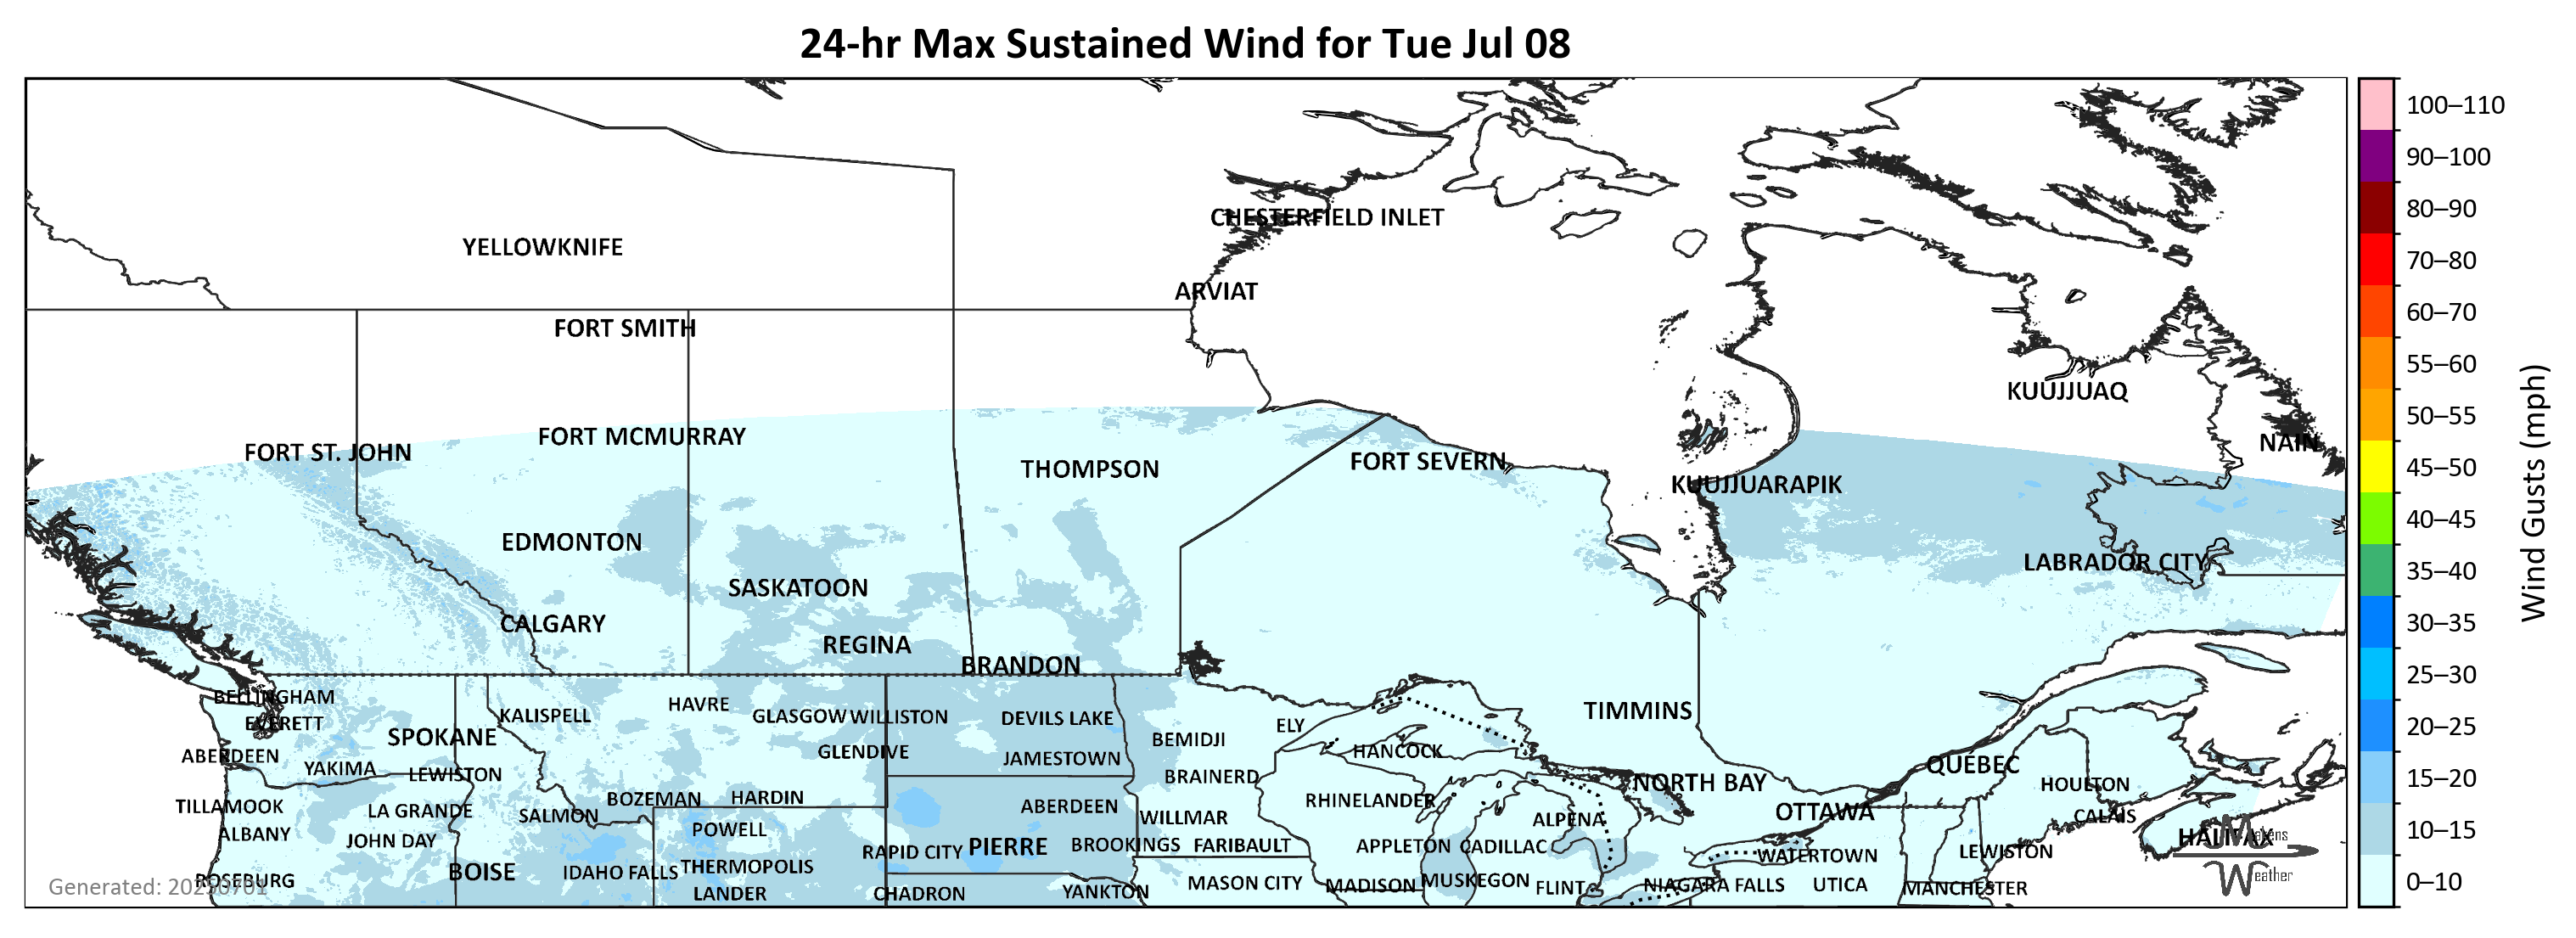 24-hr Max Sustained Wind for Tue Jul 08
100–110
90–100
80–90
CHESTERFIELD INLET
YELLOWKNIFE
70–80
ARVIAT
60–70
FORT SMITH
55–60
KUUJJUAQ
50–55
FORT MCMURRAY
NAIN
FORT ST. JOHN
FORT SEVERN
45–50
THOMPSON
KUUJJUARAPIK
40–45
EDMONTON
LABRADOR CITY
35–40
Wind Gusts (mph)
SASKATOON
CALGARY
30–35
REGINA
BRANDON
25–30
BELLINGHAM
HAVRE
TIMMINS
KALISPELL
GLASGOW
WILLISTON
DEVILS LAKE
EVERETT
ELY
20–25
SPOKANE
BEMIDJI
HANCOCK
GLENDIVE
ABERDEEN
JAMESTOWN
QUÉBEC
YAKIMA
LEWISTON
BRAINERD
15–20
NORTH BAY
HOULTON
BOZEMAN
HARDIN
RHINELANDER
TILLAMOOK
LA GRANDE
ABERDEEN
OTTAWA
SALMON
CALAIS
WILLMAR
ALPENA
POWELL
10–15
ALBANY
HALIFAX
Makens
JOHN DAY
BROOKINGS
FARIBAULT
APPLETON
CADILLAC
PIERRE
RAPID CITY
LEWISTON
WATERTOWN
THERMOPOLIS
BOISE
IDAHO FALLS
Weather
ROSEBURG
MUSKEGON
0–10
MASON CITY
MADISON
NIAGARA FALLS
UTICA
Generated: 20250701
FLINT
MANCHESTER
YANKTON
LANDER
CHADRON